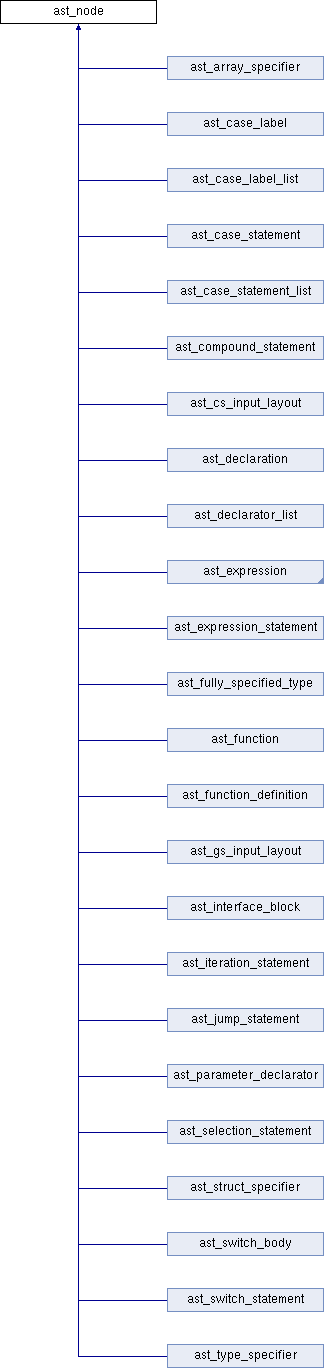 ast_node
ast_array_specifier
ast_case_label
ast_case_label_list
ast_case_statement
ast_case_statement_list
ast_compound_statement
ast_cs_input_layout
ast_declaration
ast_declarator_list
ast_expression
ast_expression_statement
ast_fully_specified_type
ast_function
ast_function_definition
ast_gs_input_layout
ast_interface_block
ast_iteration_statement
ast_jump_statement
ast_parameter_declarator
ast_selection_statement
ast_struct_specifier
ast_switch_body
ast_switch_statement
ast_type_specifier